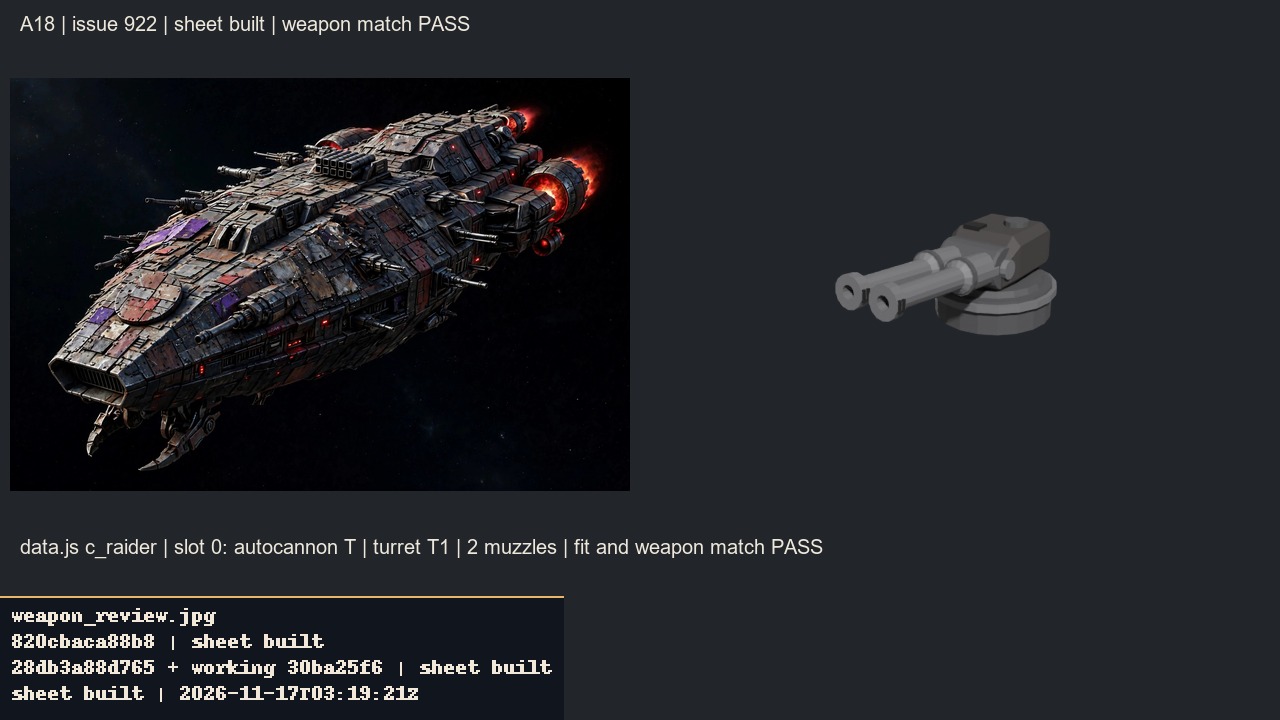 A18 | issue 922 | sheet built | weapon match PASS
data.js c_raider | slot 0: autocannon T | turret T1 | 2 muzzles | fit and weapon match PASS
weapon_review.jpg
820cbaca88b8 | sheet built
28db3a88d765 + working 30ba25f6 | sheet built
sheet built | 2026-11-17T03:19:21Z